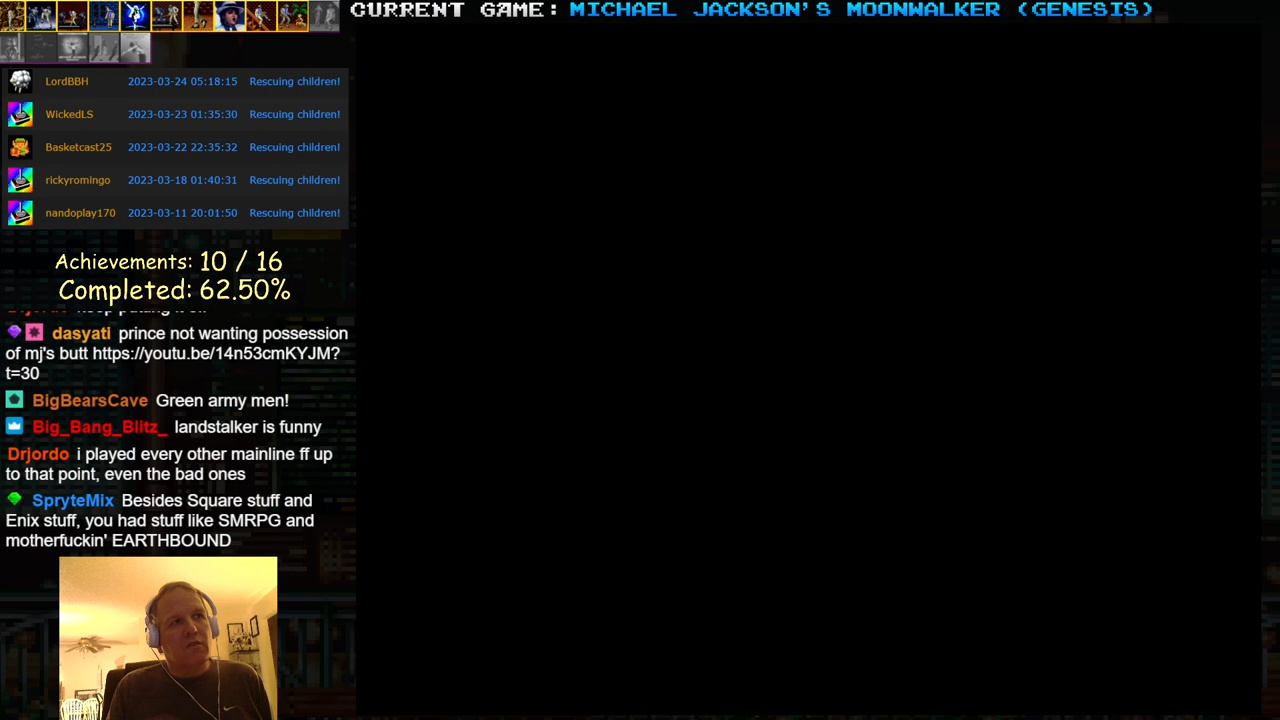 CURRENT GAME: MICHAEL JACKSON'S MOONWALKER (GENESIS)
LordBBH 2023-03-24 05:18:15 Rescuing children!
WickedLS 2023-03-23 01:35:30 Rescuing children!
Basketcast25 2023-03-22 22:35:32 Rescuing children!
rickyromingo 2023-03-18 01:40:31 Rescuing children!
nandoplay170 2023-03-11 20:01:50 Rescuing children!
Achievements: 10 / 16
Completed: 62.50%
dasyati prince not wanting possession
of mj's butt https://youtu.be/14n53cmKYJM?
t=30
BigBearsCave Green army men!
Big_Bang_Blitz_ landstalker is funny
Drjordo i played every other mainline ff up
to that point, even the bad ones
SpryteMix Besides Square stuff and
Enix stuff, you had stuff like SMRPG and
motherfuckin' EARTHBOUND